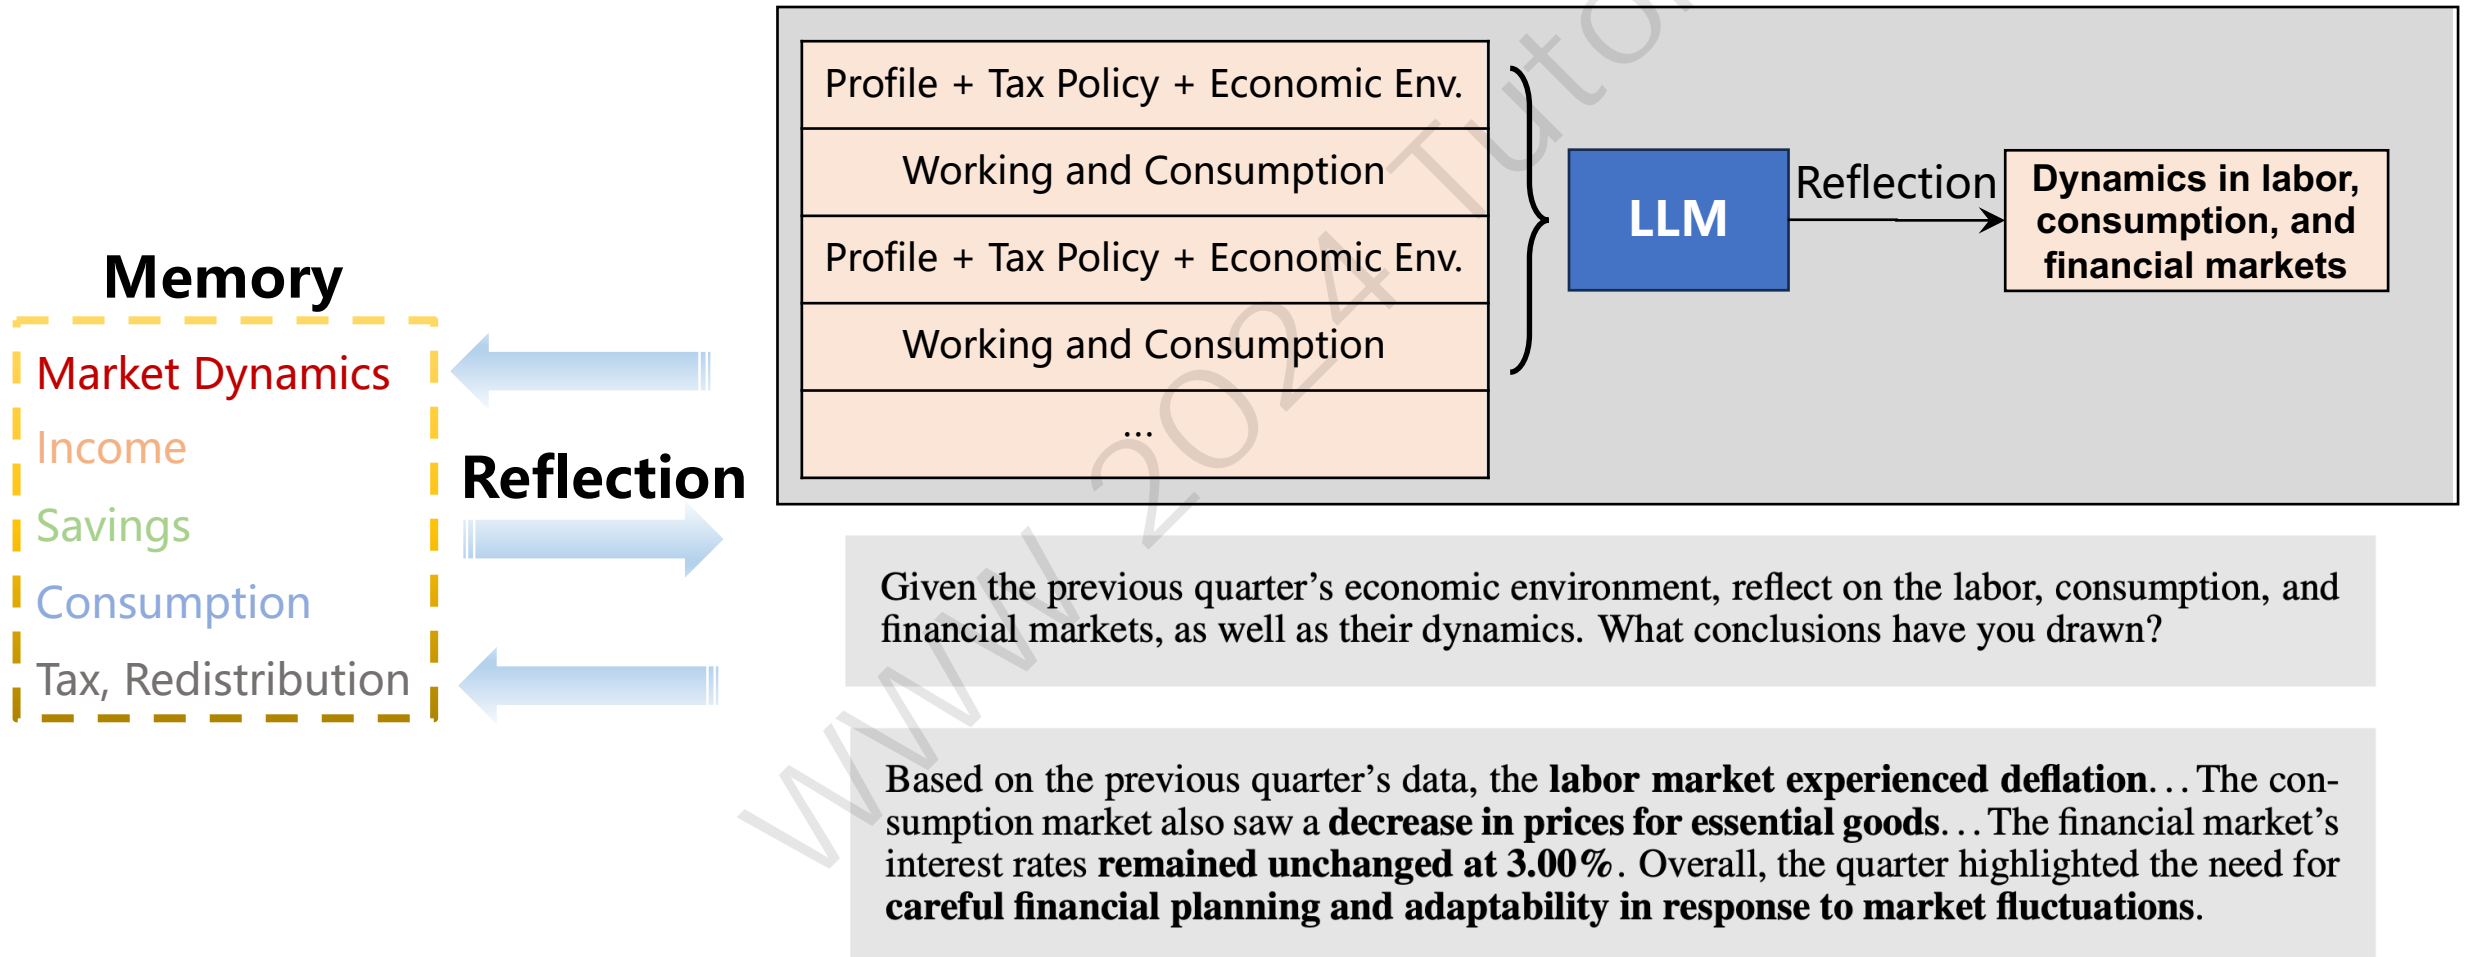 Profile + Tax Policy + Economic Env.
Working and Consumption
Profile + Tax Policy + Economic Env.
Working and Consumption
...
LLM
Reflection
Dynamics in labor,
consumption, and
financial markets
Memory
Market Dynamics
Income
Savings
Consumption
Tax, Redistribution
Reflection
Given the previous quarter’s economic environment, reflect on the labor, consumption, and
financial markets, as well as their dynamics. What conclusions have you drawn?
Based on the previous quarter’s data, the labor market experienced deflation... The con-
sumption market also saw a decrease in prices for essential goods... The financial market’s
interest rates remained unchanged at 3.00%. Overall, the quarter highlighted the need for
careful financial planning and adaptability in response to market fluctuations.
WWW 2024